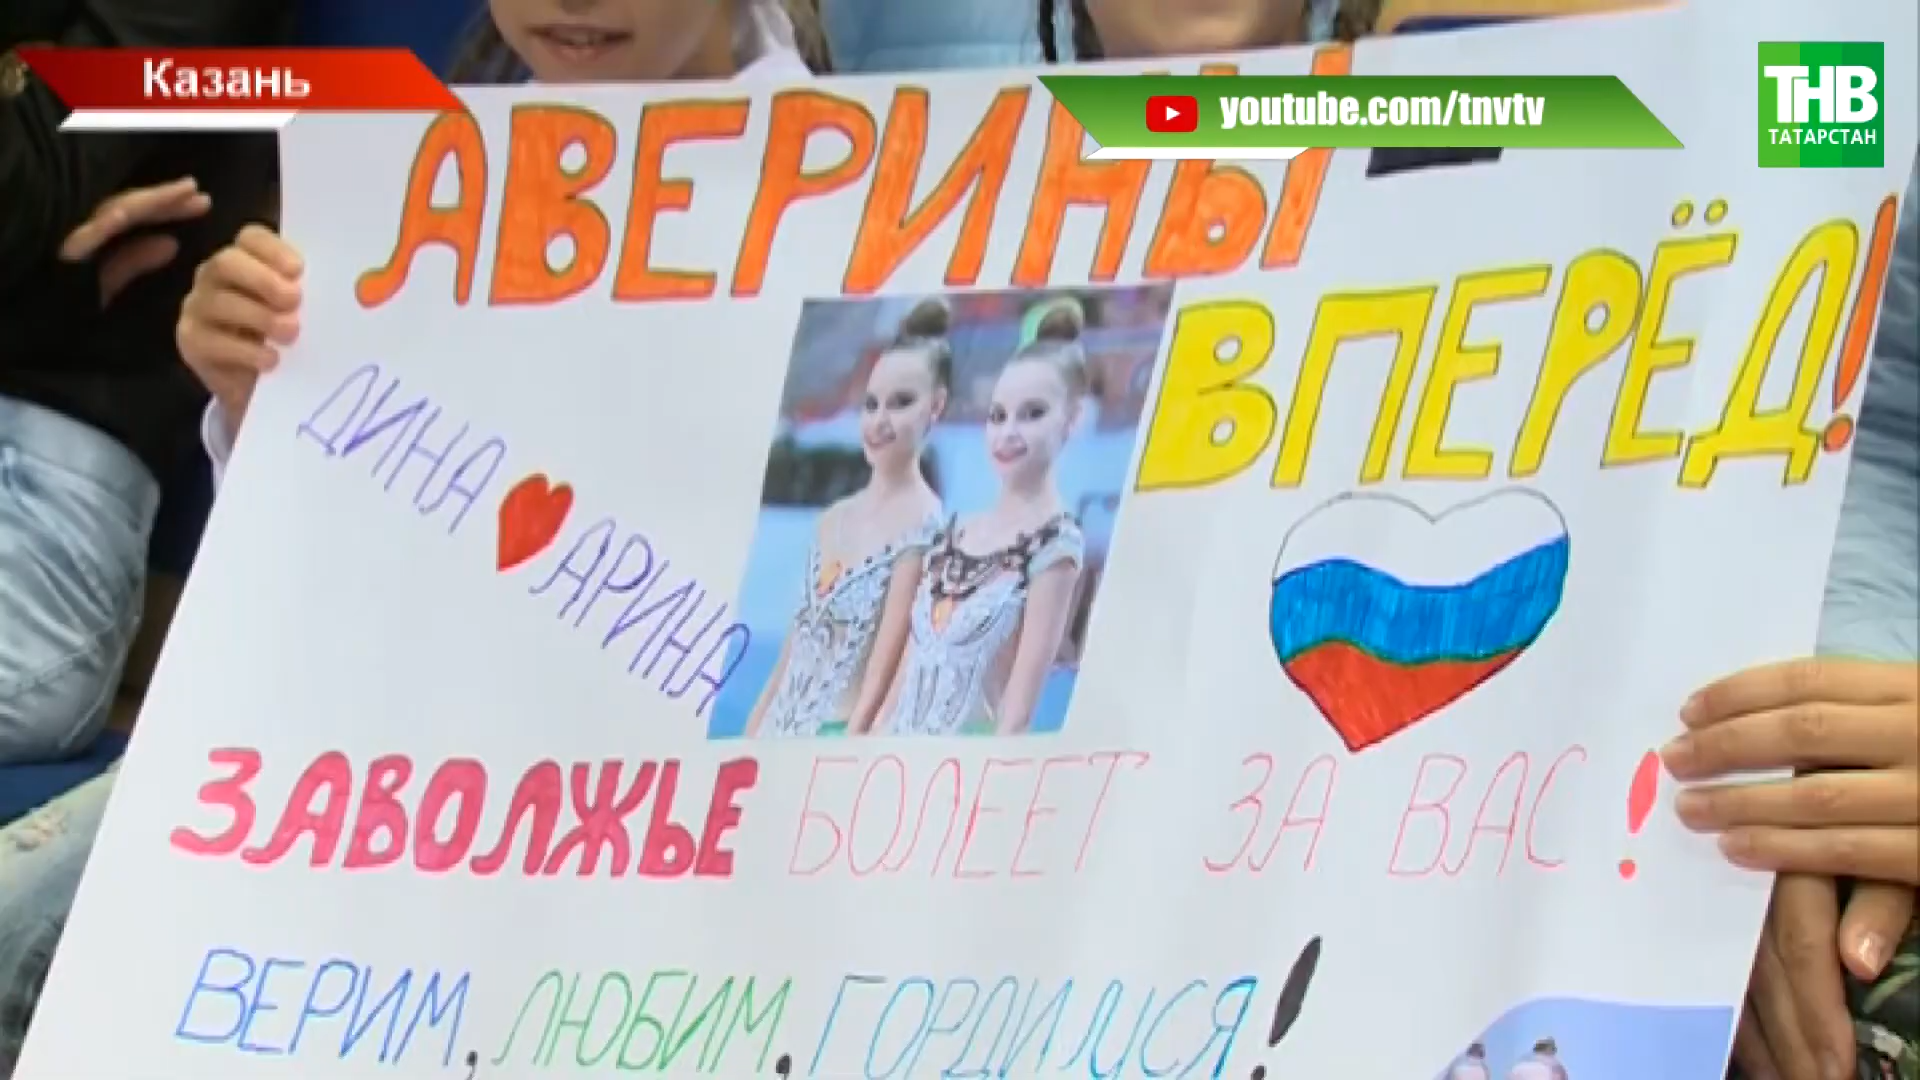 Казань
youtube.com/tnvtv
ТНВ
ТАТАРСТАН
АВЕРИНЫ -
ВПЕРЁД!
ДИНА АРИНА
ЗАВОЛЖЬЕ БОЛЕЕТ ЗА ВАС!
ВЕРИМ, ЛЮБИМ, ГОРДИМСЯ!